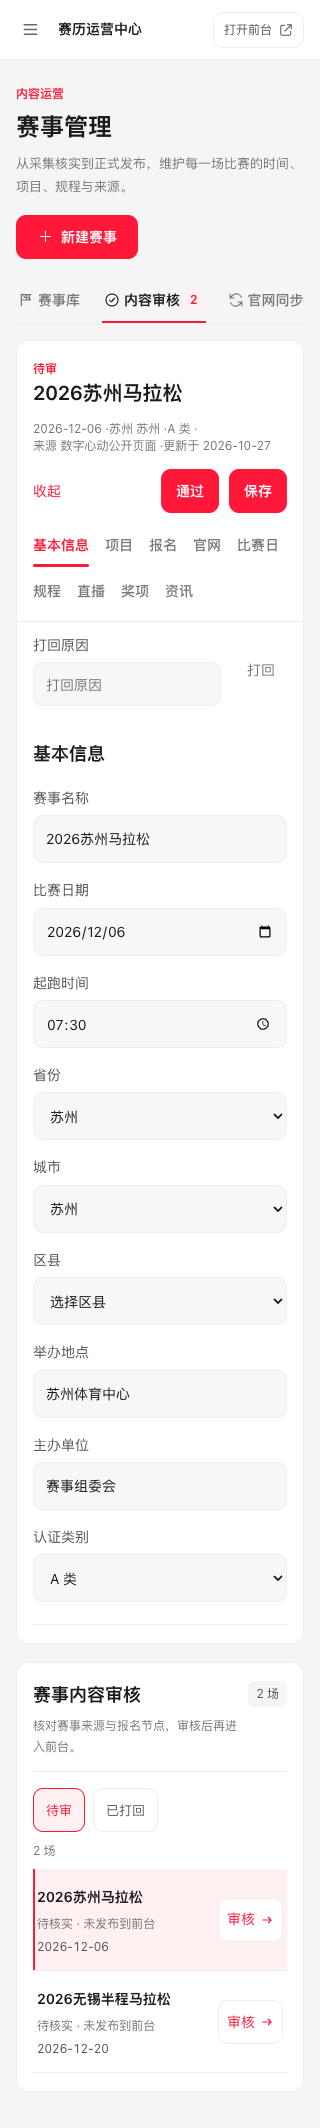 赛历运营中心
打开前台
内容运营
赛事管理
从采集核实到正式发布，维护每一场比赛的时间、
项目、规程与来源。
新建赛事
赛事库 内容审核 2 官网同步
待审
2026苏州马拉松
2026-12-06 ·苏州 苏州 ·A 类 ·
来源 数字心动公开页面 ·更新于 2026-10-27
收起 通过 保存
基本信息 项目 报名 官网 比赛日
规程 直播 奖项 资讯
打回原因
打回原因 打回
基本信息
赛事名称
2026苏州马拉松
比赛日期
2026/12/06
起跑时间
07:30
省份
苏州
城市
苏州
区县
选择区县
举办地点
苏州体育中心
主办单位
赛事组委会
认证类别
A 类
赛事内容审核 2 场
核对赛事来源与报名节点，审核后再进
入前台。
待审 已打回
2 场
2026苏州马拉松
待核实 · 未发布到前台
2026-12-06
审核 →
2026无锡半程马拉松
待核实 · 未发布到前台
2026-12-20
审核 →